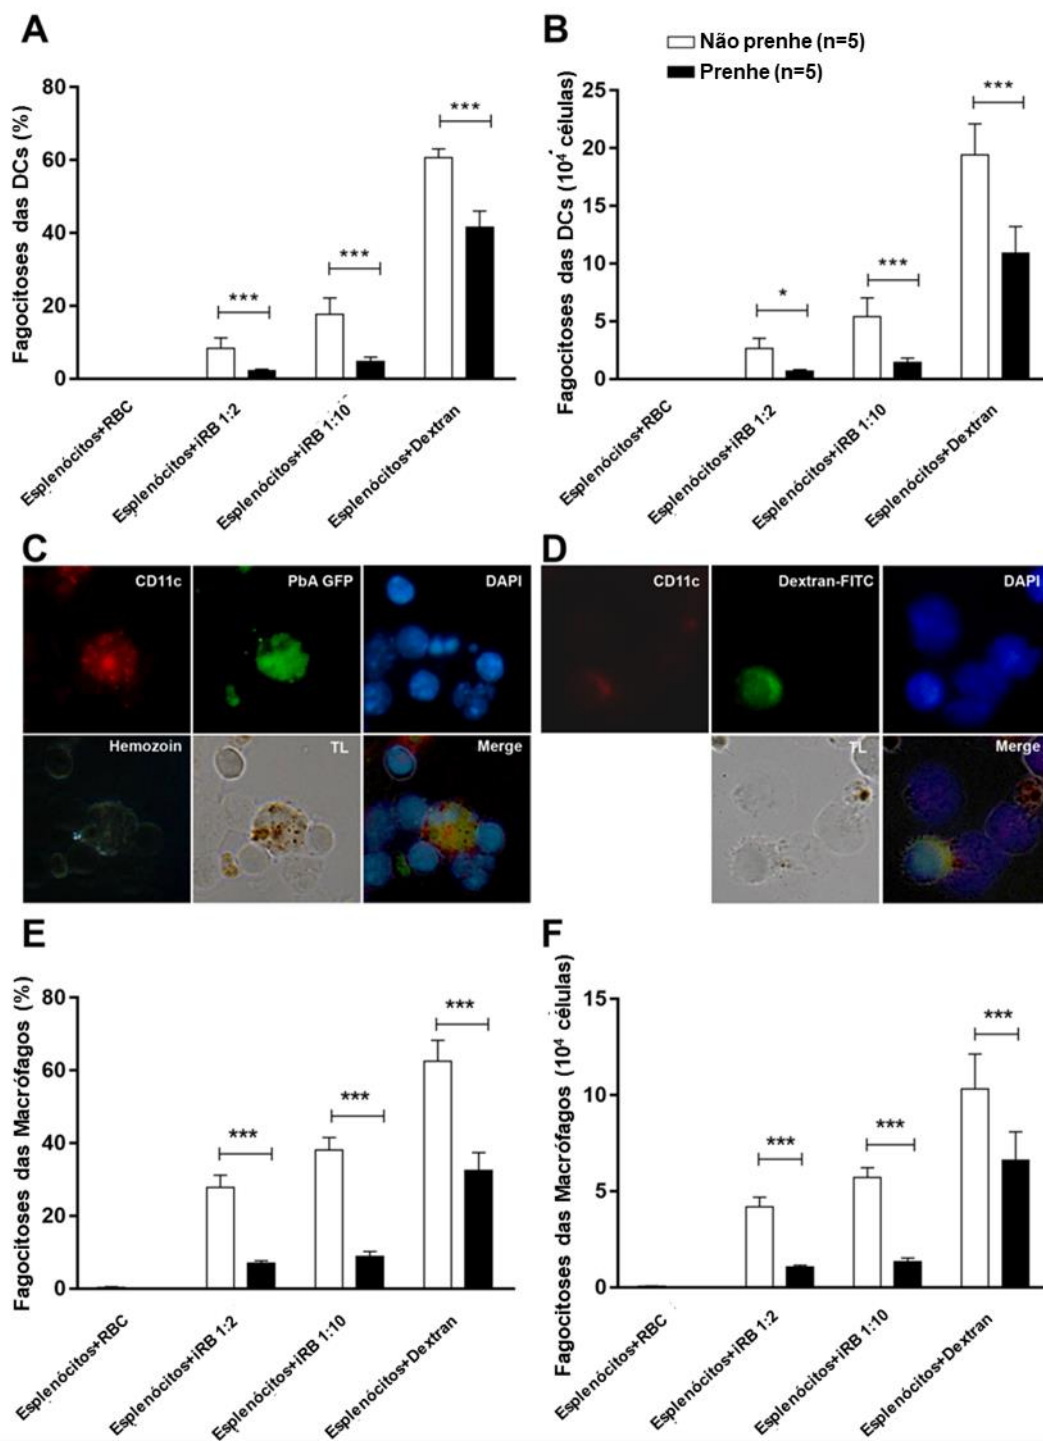 A
B
Não prenhe (n=5)
Prenhe (n=5)
Fagocitoses das DCs (%)
80
60
40
20
0
***
***
***
Esplenócitos+RBC
Esplenócitos+iRB 1:2
Esplenócitos+iRB 1:10
Esplenócitos+Dextran
Fagocitoses das DCs (10⁴ células)
25
20
15
10
5
0
*
***
***
Esplenócitos+RBC
Esplenócitos+iRB 1:2
Esplenócitos+iRB 1:10
Esplenócitos+Dextran
C
CD11c
PbA GFP
DAPI
Hemozoin
TL
Merge
D
CD11c
Dextran-FITC
DAPI
TL
Merge
E
Fagocitoses das Macrófagos (%)
80
60
40
20
0
***
***
***
Esplenócitos+RBC
Esplenócitos+iRB 1:2
Esplenócitos+iRB 1:10
Esplenócitos+Dextran
F
Fagocitoses das Macrófagos (10⁴ células)
15
10
5
0
***
***
***
Esplenócitos+RBC
Esplenócitos+iRB 1:2
Esplenócitos+iRB 1:10
Esplenócitos+Dextran